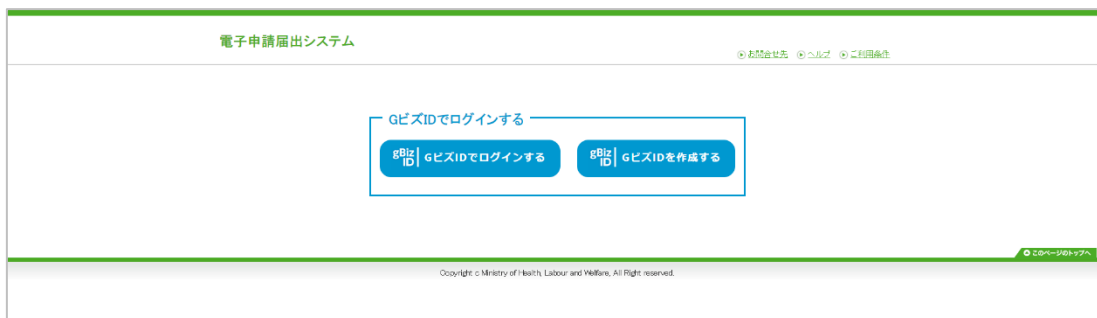 電子申請届出システム
お問合せ先 ヘルプ ご利用条件
GビズIDでログインする
gBiz ID GビズIDでログインする gBiz ID GビズIDを作成する
このページのトップへ
Copyright c Ministry of Health, Labour and Welfare, All Right reserved.